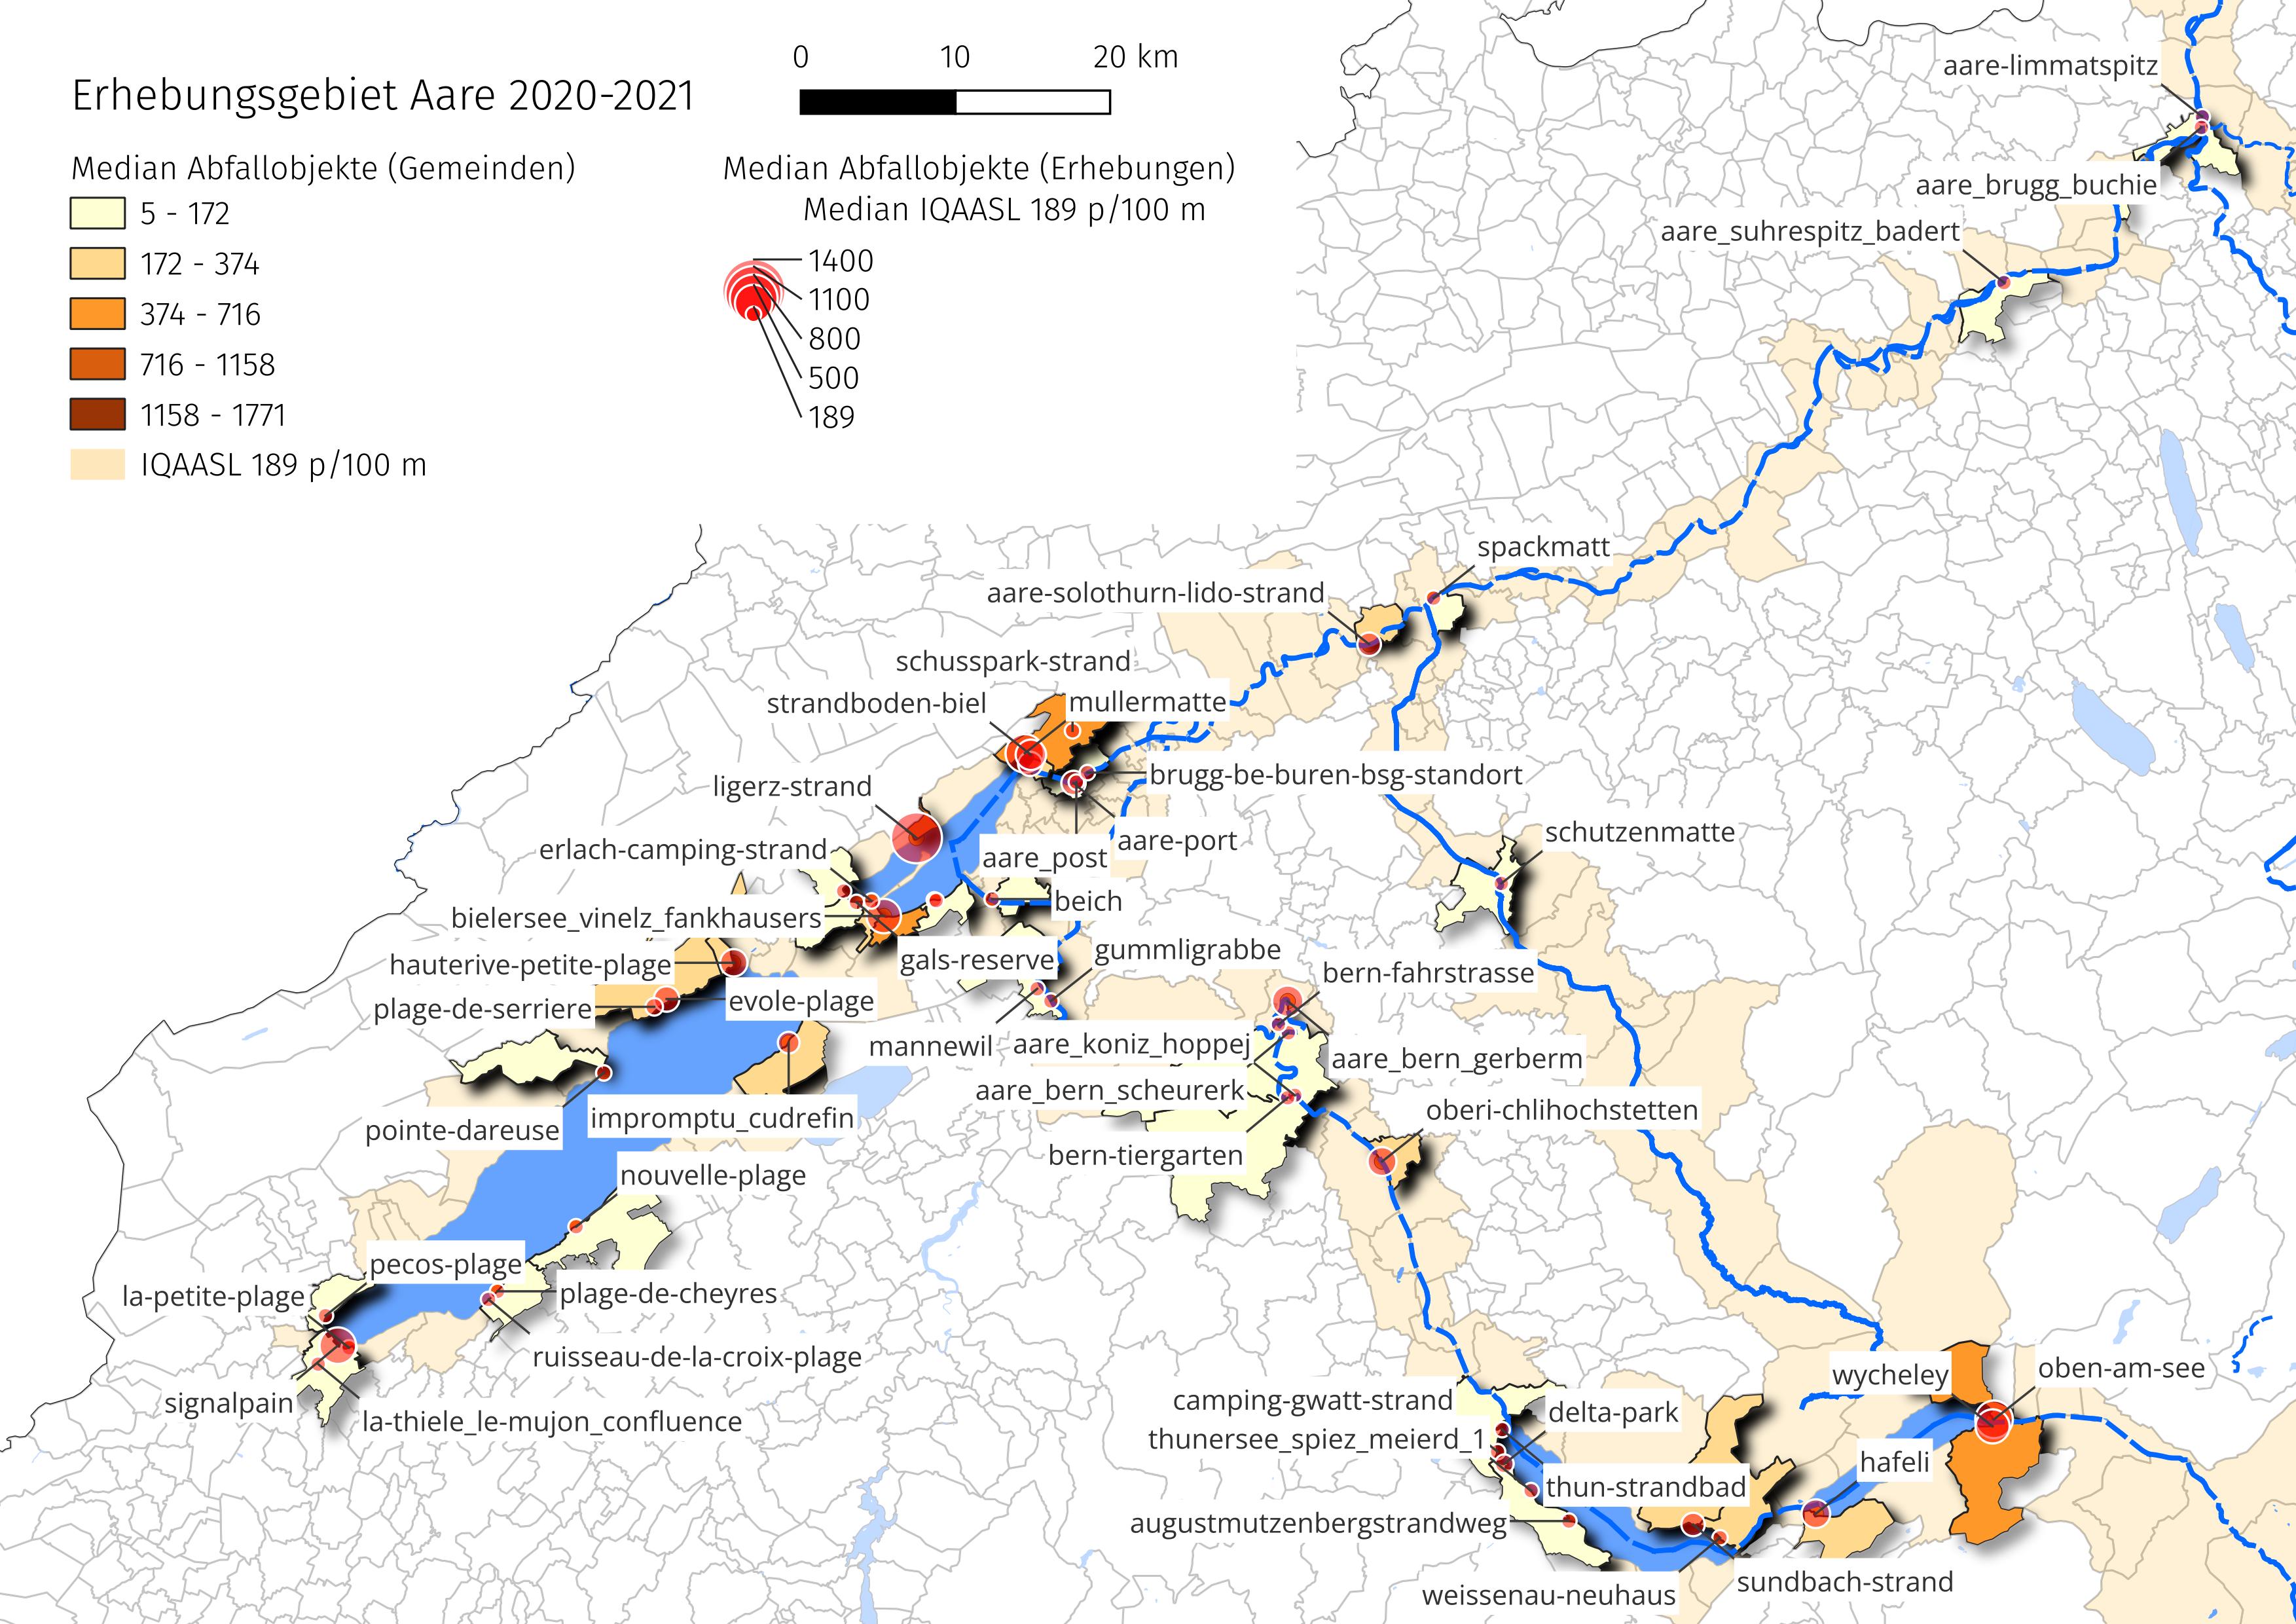 Erhebungsgebiet Aare 2020-2021
0 10 20 km
Median Abfallobjekte (Gemeinden)
5 - 172
172 - 374
374 - 716
716 - 1158
1158 - 1771
IQAASL 189 p/100 m
Median Abfallobjekte (Erhebungen)
Median IQAASL 189 p/100 m
1400
1100
800
500
189
aare-limmatspitz
aare_brugg_buchie
aare_suhrespitz_badert
spackmatt
aare-solothurn-lido-strand
schusspark-strand
strandboden-biel
mullermatte
brugg-be-buren-bsg-standort
ligerz-strand
aare-port
schutzenmatte
erlach-camping-strand
aare_post
beich
bielersee_vinelz_fankhausers
gummligrabbe
hauterive-petite-plage
gals-reserve
bern-fahrstrasse
plage-de-serriere
evole-plage
mannewil
aare_koniz_hoppej
aare_bern_gerberm
aare_bern_scheurerk
oberi-chlihochstetten
pointe-dareuse
impromptu_cudrefin
bern-tiergarten
nouvelle-plage
pecos-plage
la-petite-plage
plage-de-cheyres
ruisseau-de-la-croix-plage
signalpain
la-thiele_le-mujon_confluence
wycheley
oben-am-see
camping-gwatt-strand
delta-park
thunersee_spiez_meierd_1
hafeli
thun-strandbad
augustmutzenbergstrandweg
weissenau-neuhaus
sundbach-strand